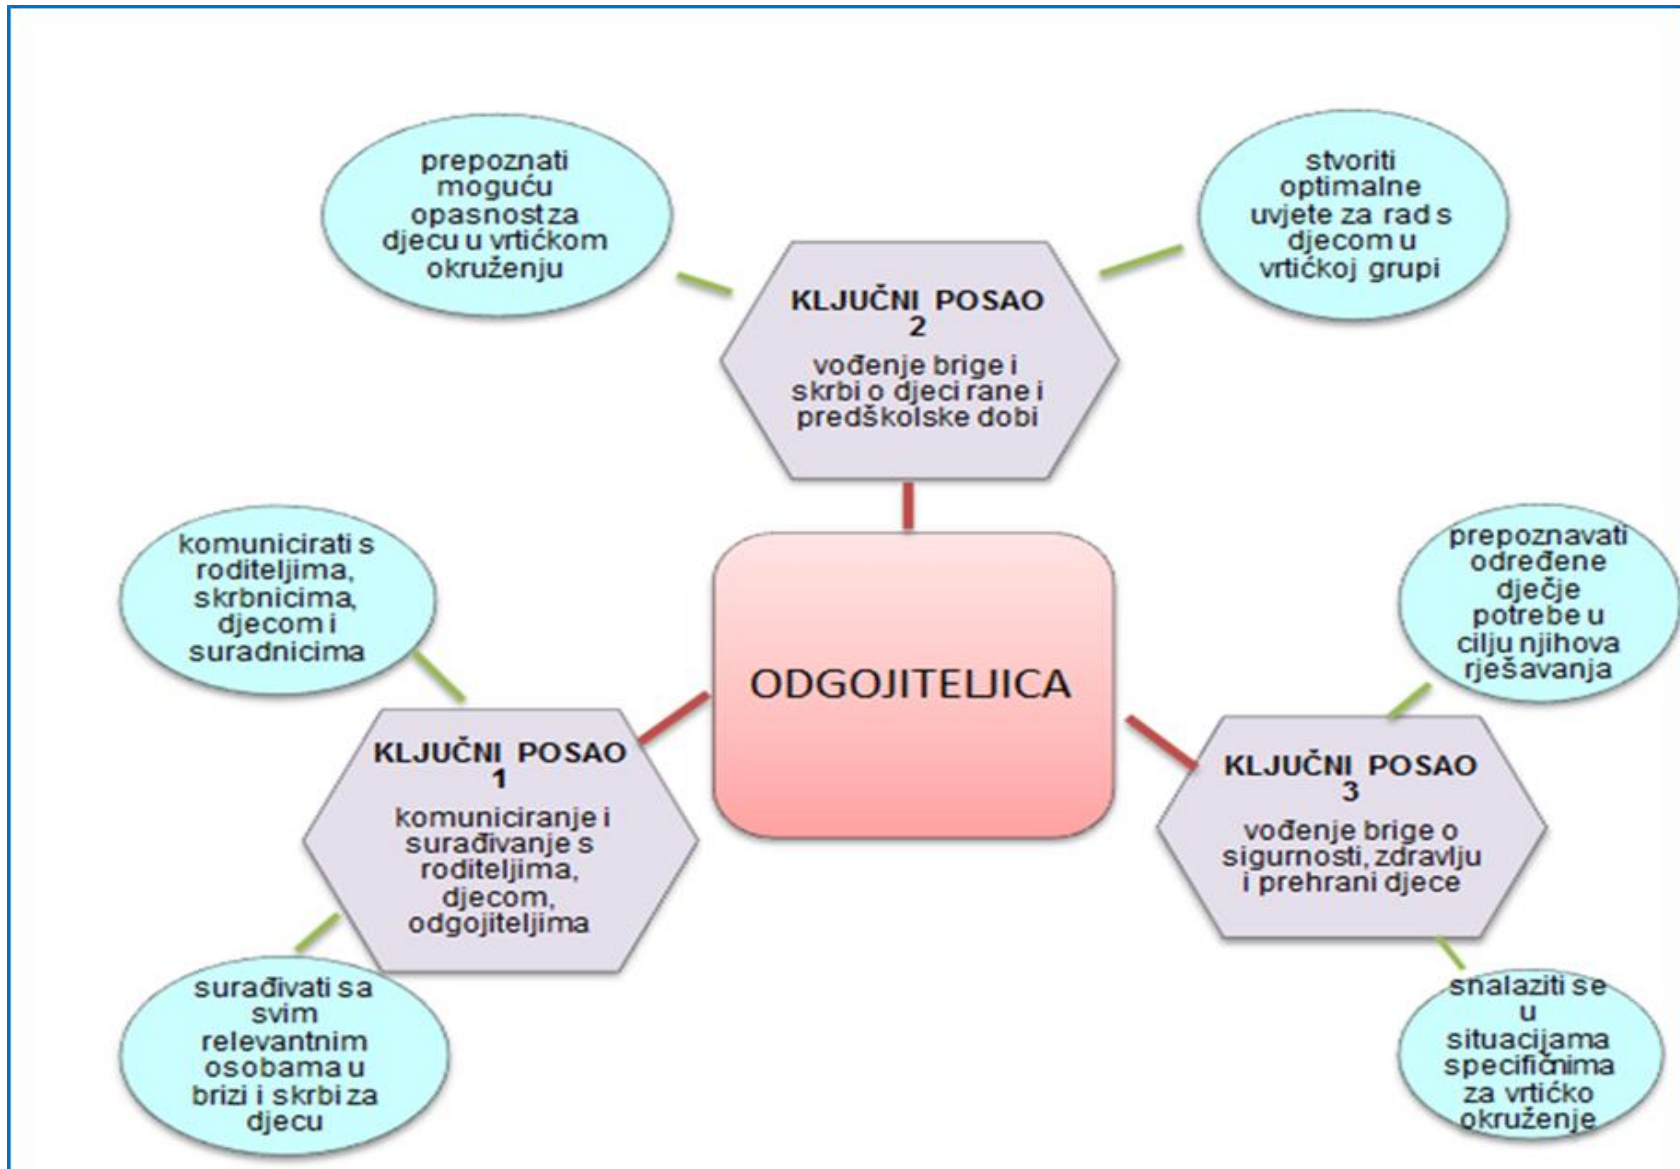 prepoznati
moguću
opasnost za
djecu u vrtićkom
okruženju
stvoriti
optimalne
uvjete za rad s
djecom u
vrtićkoj grupi
KLJUČNI POSAO
2
vođenje brige i
skrbi o djeci rane i
predškolske dobi
komunicirati s
roditeljima,
skrbnicima,
djecom i
suradnicima
prepoznavati
određene
dječje
potrebe u
cilju njihova
rješavanja
ODGOJITELJICA
KLJUČNI POSAO
1
komuniciranje i
surađivanje s
roditeljima,
djecom,
odgojiteljima
KLJUČNI POSAO
3
vođenje brige o
sigurnosti, zdravlju
i prehrani djece
surađivati sa
svim
relevantnim
osobama u
brizi i skrbi za
djecu
snalaziti se
u
situacijama
specifičnima
za vrtićko
okruženje